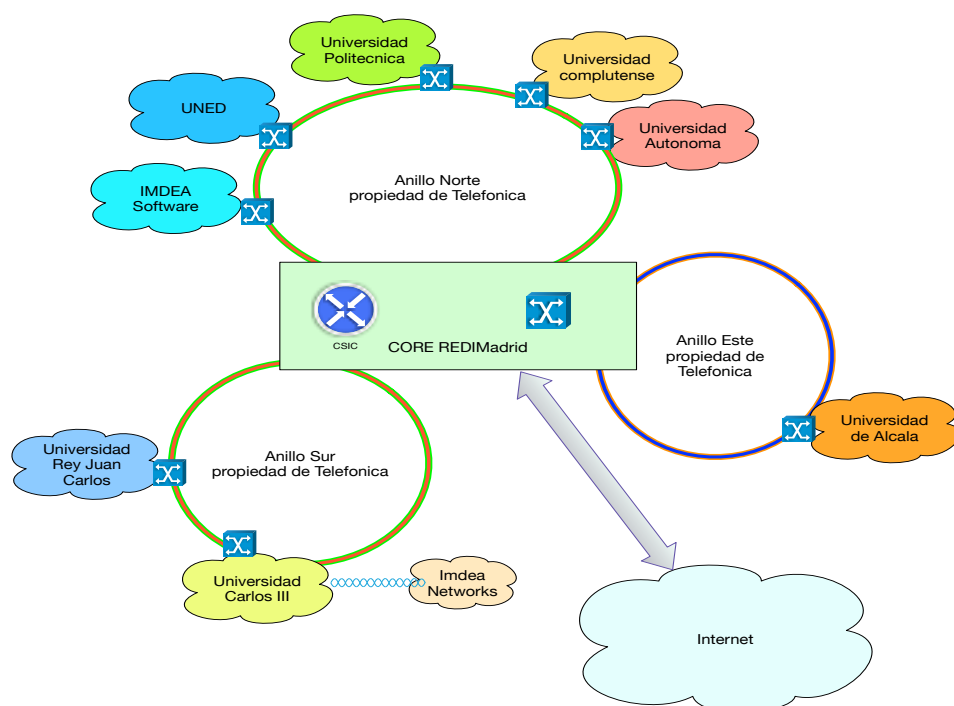 Universidad
Politecnica
Universidad
complutense
UNED
Universidad
Autonoma
IMDEA
Software
Anillo Norte
propiedad de Telefonica
CSIC
CORE REDIMadrid
Anillo Este
propiedad de
Telefonica
Universidad
de Alcala
Universidad
Rey Juan
Carlos
Anillo Sur
propiedad de Telefonica
Universidad
Carlos III
Imdea
Networks
Internet